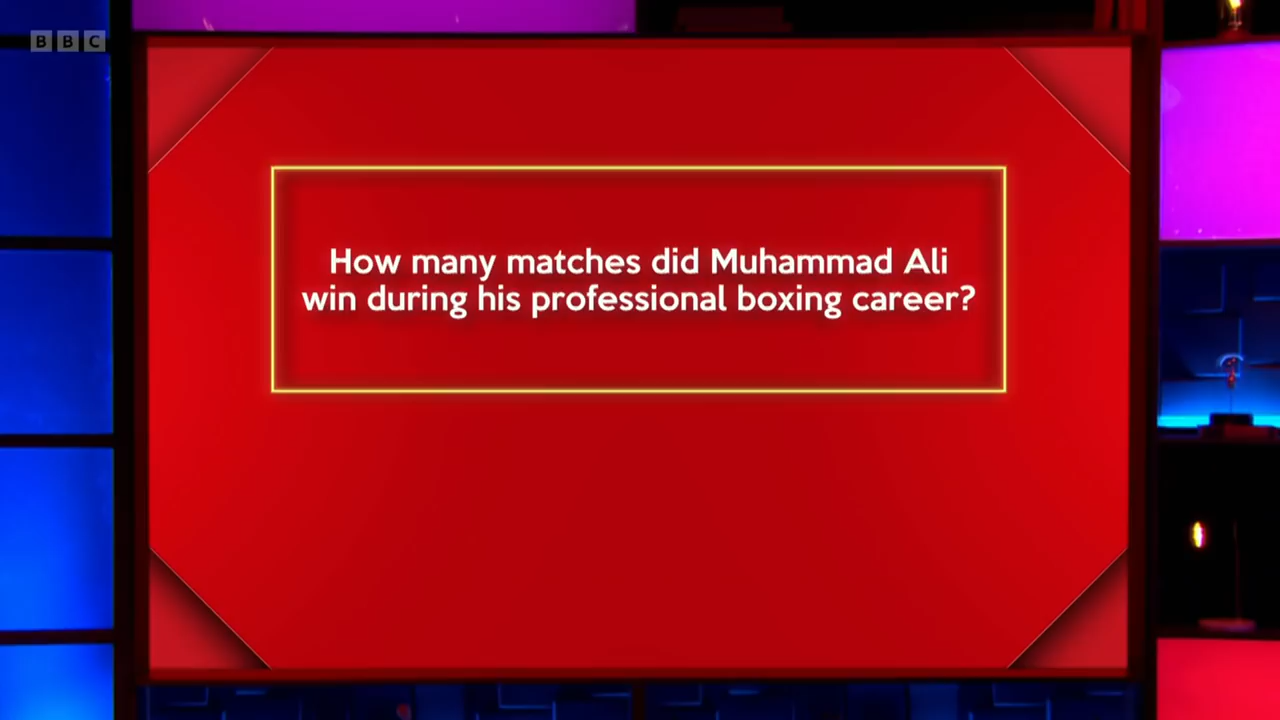 BBC
How many matches did Muhammad Ali
win during his professional boxing career?